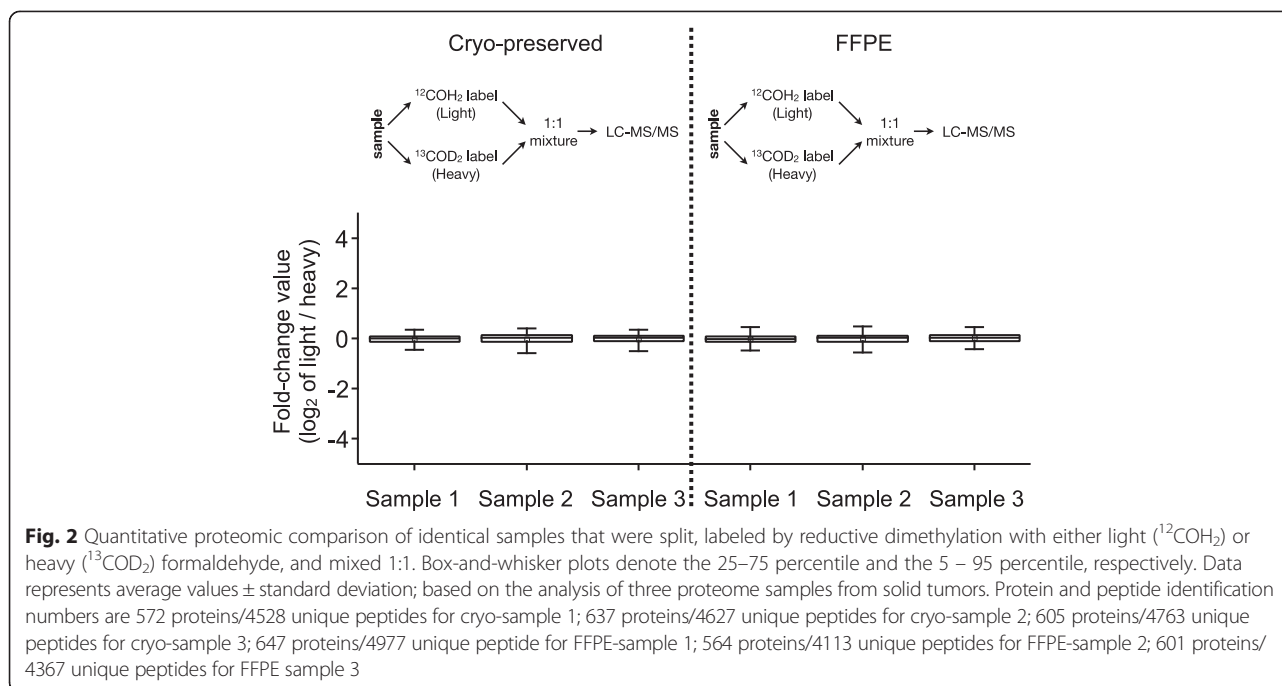 Cryo-preserved
FFPE
sample
¹²COH₂ label
(Light)
¹³COD₂ label
(Heavy)
1:1
mixture
LC-MS/MS
sample
¹²COH₂ label
(Light)
¹³COD₂ label
(Heavy)
1:1
mixture
LC-MS/MS
Fold-change value
(log₂ of light / heavy)
4
2
0
-2
-4
Sample 1 Sample 2 Sample 3 Sample 1 Sample 2 Sample 3
Fig. 2 Quantitative proteomic comparison of identical samples that were split, labeled by reductive dimethylation with either light (¹²COH₂) or
heavy (¹³COD₂) formaldehyde, and mixed 1:1. Box-and-whisker plots denote the 25–75 percentile and the 5 – 95 percentile, respectively. Data
represents average values ± standard deviation; based on the analysis of three proteome samples from solid tumors. Protein and peptide identification
numbers are 572 proteins/4528 unique peptides for cryo-sample 1; 637 proteins/4627 unique peptides for cryo-sample 2; 605 proteins/4763 unique
peptides for cryo-sample 3; 647 proteins/4977 unique peptide for FFPE-sample 1; 564 proteins/4113 unique peptides for FFPE-sample 2; 601 proteins/
4367 unique peptides for FFPE sample 3